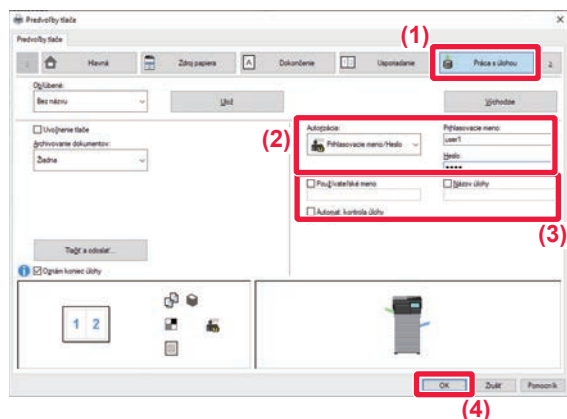 Predvoľby tlače
Predvoľby tlače
(1)
Hlavná
Zdroj papiera
Dokončenie
Usporiadanie
Práca s úlohou
Obľúbené:
Bez názvu
Ulož
Východzie
Uvoľnenie tlače
Archivovanie dokumentov:
Žiadna
(2)
Autorizácia:
Prihlasovacie meno/Heslo
Prihlasovacie meno:
user1
Heslo:
••••
Používateľské meno
Názov úlohy
Automat. kontrola úlohy
(3)
Tlačiť a odoslať...
Oznám koniec úlohy
1 2
OK
Zrušiť
Pomocník
(4)